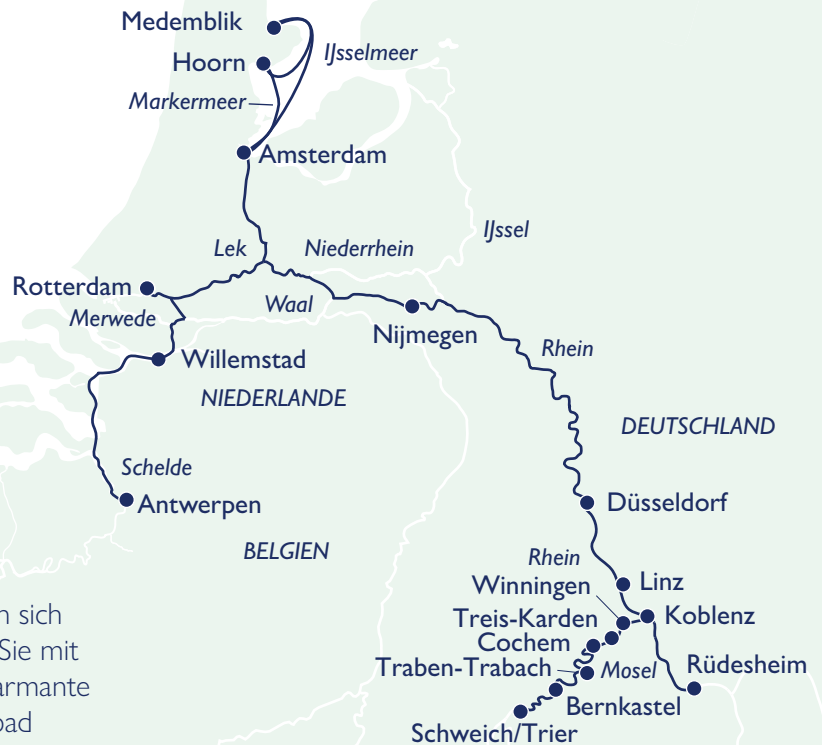 Medemblik
IJsselmeer
Hoorn
Markermeer
Amsterdam
IJssel
Lek
Niederrhein
Rotterdam
Waal
Merwede
Nijmegen
Rhein
Willemstad
NIEDERLANDE
DEUTSCHLAND
Schelde
Antwerpen
Düsseldorf
BELGIEN
Rhein
Linz
Winningen
Treis-Karden
Koblenz
Cochem
Traben-Trabach
Mosel
Rüdesheim
Bernkastel
Schweich/Trier
n sich
Sie mit
armante
oad